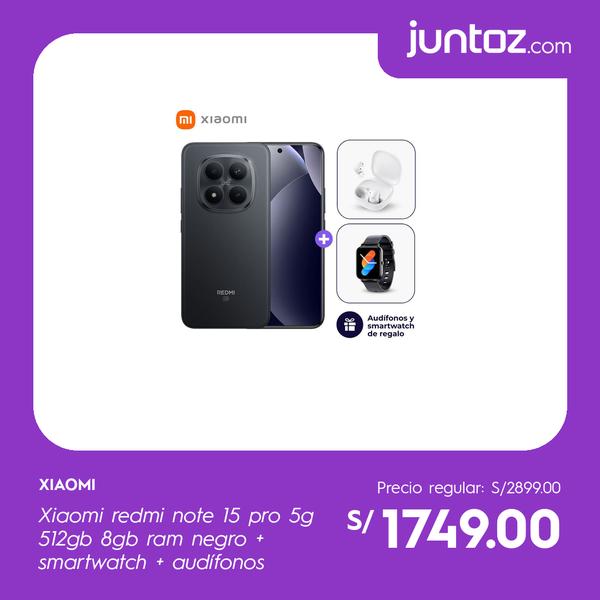 juntoz.com
mi xiaomi
REDMI
Audífonos y
smartwatch
de regalo
XIAOMI
Xiaomi redmi note 15 pro 5g
512gb 8gb ram negro +
smartwatch + audífonos
Precio regular: S/2899.00
S/ 1749.00